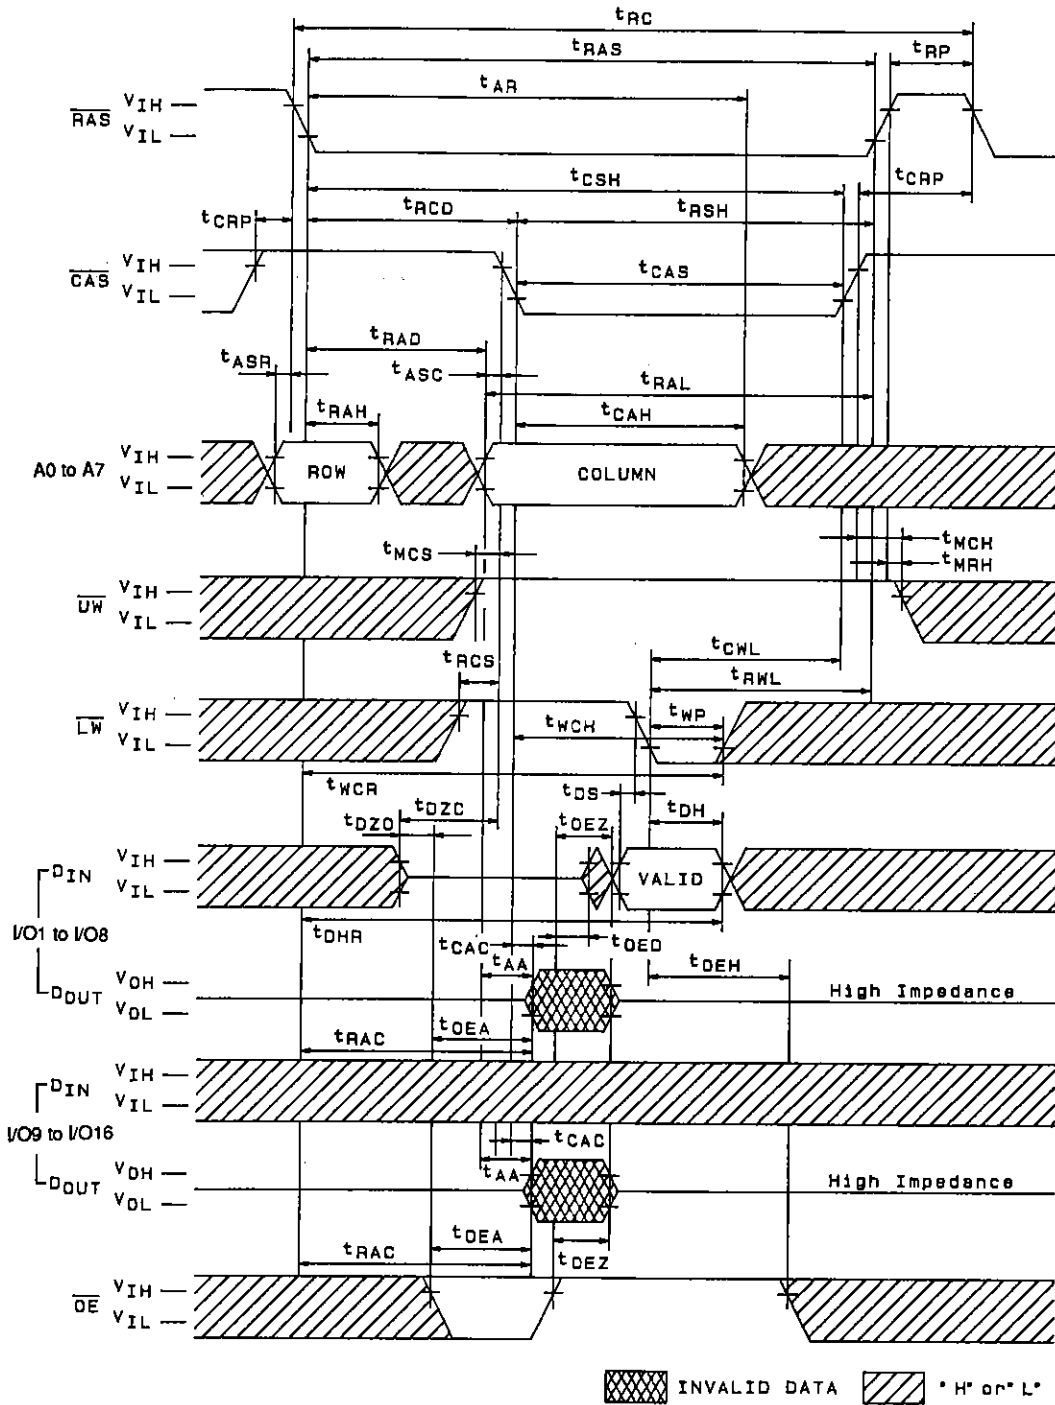 tRC
tRAS
tRP
tAR
RAS
VIH
VIL
tCSH
tCRP
tCRP
tRCD
tRSH
CAS
VIH
VIL
tCAS
tRAD
tASR
tASC
tRAL
tRAH
tCAH
A0 to A7
VIH
VIL
ROW
COLUMN
tMCS
tMCH
tMRH
UW
VIH
VIL
tCWL
tRCS
tRWL
LW
VIH
VIL
tWCH
tWP
tWCR
tDS
tDZC
tDH
tDZO
tOEZ
DIN
VIH
VIL
VALID
I/O1 to I/O8
tDHR
tCAC
tOED
tAA
tOEH
DOUT
VOH
VOL
High Impedance
tOEA
tRAC
DIN
VIH
VIL
I/O9 to I/O16
tCAC
tAA
DOUT
VOH
VOL
High Impedance
tOEA
tRAC
tOEZ
OE
VIH
VIL
INVALID DATA
"H" or "L"